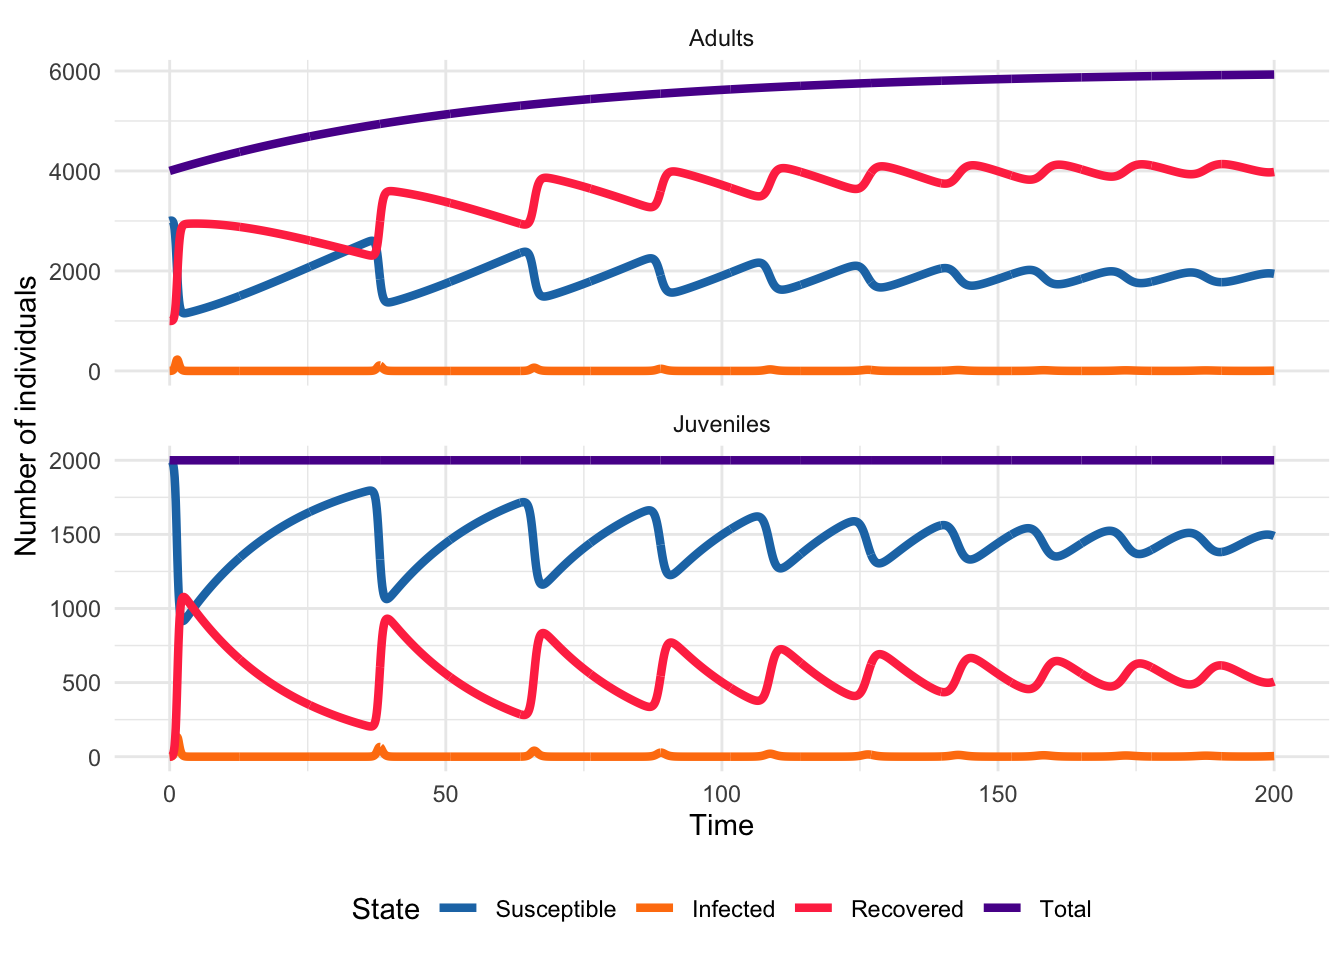 Adults
6000
4000
2000
0
Juveniles
2000
1500
1000
500
0
0 50 100 150 200
Time
Number of individuals
State Susceptible Infected Recovered Total